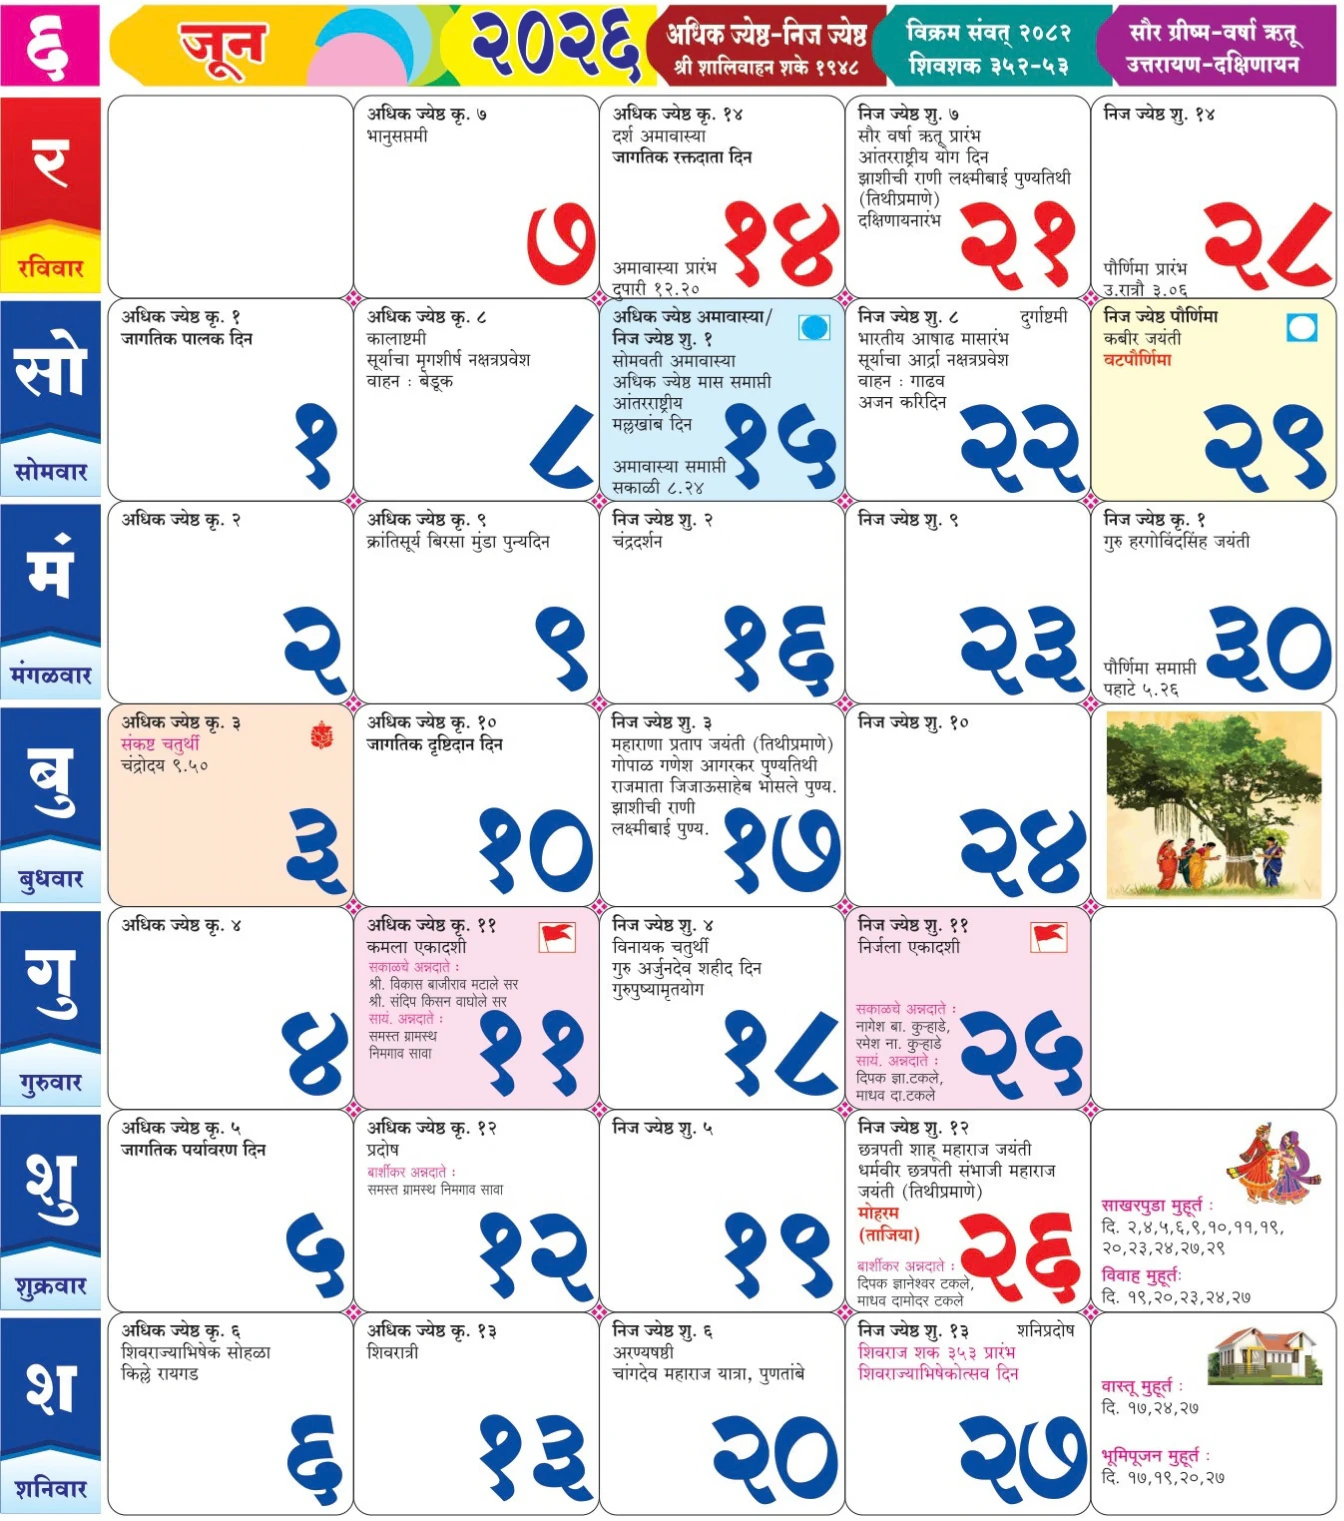 ६
जून
२०२६
अधिक ज्येष्ठ-निज ज्येष्ठ
श्री शालिवाहन शके १९४८
विक्रम संवत् २०८२
शिवशक ३५२-५३
सौर ग्रीष्म-वर्षा ऋतू
उत्तरायण-दक्षिणायन
र
रविवार
अधिक ज्येष्ठ कृ. ७
भानुसप्तमी
७
अधिक ज्येष्ठ कृ. १४
दर्श अमावास्या
जागतिक रक्तदाता दिन
अमावास्या प्रारंभ
दुपारी १२.२०
१४
निज ज्येष्ठ शु. ७
सौर वर्षा ऋतू प्रारंभ
आंतरराष्ट्रीय योग दिन
झाशीची राणी लक्ष्मीबाई पुण्यतिथी
(तिथीप्रमाणे)
दक्षिणायनारंभ
२१
निज ज्येष्ठ शु. १४
पौर्णिमा प्रारंभ
उ.रात्रौ ३.०६
२८
सो
सोमवार
अधिक ज्येष्ठ कृ. १
जागतिक पालक दिन
१
अधिक ज्येष्ठ कृ. ८
कालाष्टमी
सूर्याचा मृगशीर्ष नक्षत्रप्रवेश
वाहन : बेडूक
८
अधिक ज्येष्ठ अमावास्या/
निज ज्येष्ठ शु. १
सोमवती अमावास्या
अधिक ज्येष्ठ मास समाप्ती
आंतरराष्ट्रीय
मल्लखांब दिन
अमावास्या समाप्ती
सकाळी ८.२४
१५
निज ज्येष्ठ शु. ८ दुर्गाष्टमी
भारतीय आषाढ मासारंभ
सूर्याचा आर्द्रा नक्षत्रप्रवेश
वाहन : गाढव
अजन करिदिन
२२
निज ज्येष्ठ पौर्णिमा
कबीर जयंती
वटपौर्णिमा
२९
मं
मंगळवार
अधिक ज्येष्ठ कृ. २
२
अधिक ज्येष्ठ कृ. ९
क्रांतिसूर्य बिरसा मुंडा पुन्यदिन
९
निज ज्येष्ठ शु. २
चंद्रदर्शन
१६
निज ज्येष्ठ शु. ९
२३
निज ज्येष्ठ कृ. १
गुरु हरगोविंदसिंह जयंती
पौर्णिमा समाप्ती
पहाटे ५.२६
३०
बु
बुधवार
अधिक ज्येष्ठ कृ. ३
संकष्ट चतुर्थी
चंद्रोदय ९.५०
३
अधिक ज्येष्ठ कृ. १०
जागतिक दृष्टिदान दिन
१०
निज ज्येष्ठ शु. ३
महाराणा प्रताप जयंती (तिथीप्रमाणे)
गोपाळ गणेश आगरकर पुण्यतिथी
राजमाता जिजाऊसाहेब भोसले पुण्य.
झाशीची राणी
लक्ष्मीबाई पुण्य.
१७
निज ज्येष्ठ शु. १०
२४
गु
गुरुवार
अधिक ज्येष्ठ कृ. ४
४
अधिक ज्येष्ठ कृ. ११
कमला एकादशी
सकाळचे अन्नदाते :
श्री. विकास बाजीराव मटाले सर
श्री. संदिप किसन वाघोले सर
सायं. अन्नदाते :
समस्त ग्रामस्थ
निमगाव सावा
११
निज ज्येष्ठ शु. ४
विनायक चतुर्थी
गुरु अर्जुनदेव शहीद दिन
गुरुपुष्यामृतयोग
१८
निज ज्येष्ठ शु. ११
निर्जला एकादशी
सकाळचे अन्नदाते :
नागेश बा. कुऱ्हाडे,
रमेश ना. कुऱ्हाडे
सायं. अन्नदाते :
दिपक ज्ञा.टकले,
माधव दा.टकले
२५
शु
शुक्रवार
अधिक ज्येष्ठ कृ. ५
जागतिक पर्यावरण दिन
५
अधिक ज्येष्ठ कृ. १२
प्रदोष
बार्शीकर अन्नदाते :
समस्त ग्रामस्थ निमगाव सावा
१२
निज ज्येष्ठ शु. ५
१९
निज ज्येष्ठ शु. १२
छत्रपती शाहू महाराज जयंती
धर्मवीर छत्रपती संभाजी महाराज
जयंती (तिथीप्रमाणे)
मोहरम
(ताजिया)
बार्शीकर अन्नदाते :
दिपक ज्ञानेश्वर टकले,
माधव दामोदर टकले
२६
साखरपुडा मुहूर्त :
दि. २,४,५,६,९,१०,११,१९,
२०,२३,२४,२७,२९
विवाह मुहूर्तः
दि. १९,२०,२३,२४,२७
श
शनिवार
अधिक ज्येष्ठ कृ. ६
शिवराज्याभिषेक सोहळा
किल्ले रायगड
६
अधिक ज्येष्ठ कृ. १३
शिवरात्री
१३
निज ज्येष्ठ शु. ६
अरण्यषष्ठी
चांगदेव महाराज यात्रा, पुणतांबे
२०
निज ज्येष्ठ शु. १३ शनिप्रदोष
शिवराज शक ३५३ प्रारंभ
शिवराज्याभिषेकोत्सव दिन
२७
वास्तू मुहूर्त :
दि. १७,२४,२७
भूमिपूजन मुहूर्त :
दि. १७,१९,२०,२७